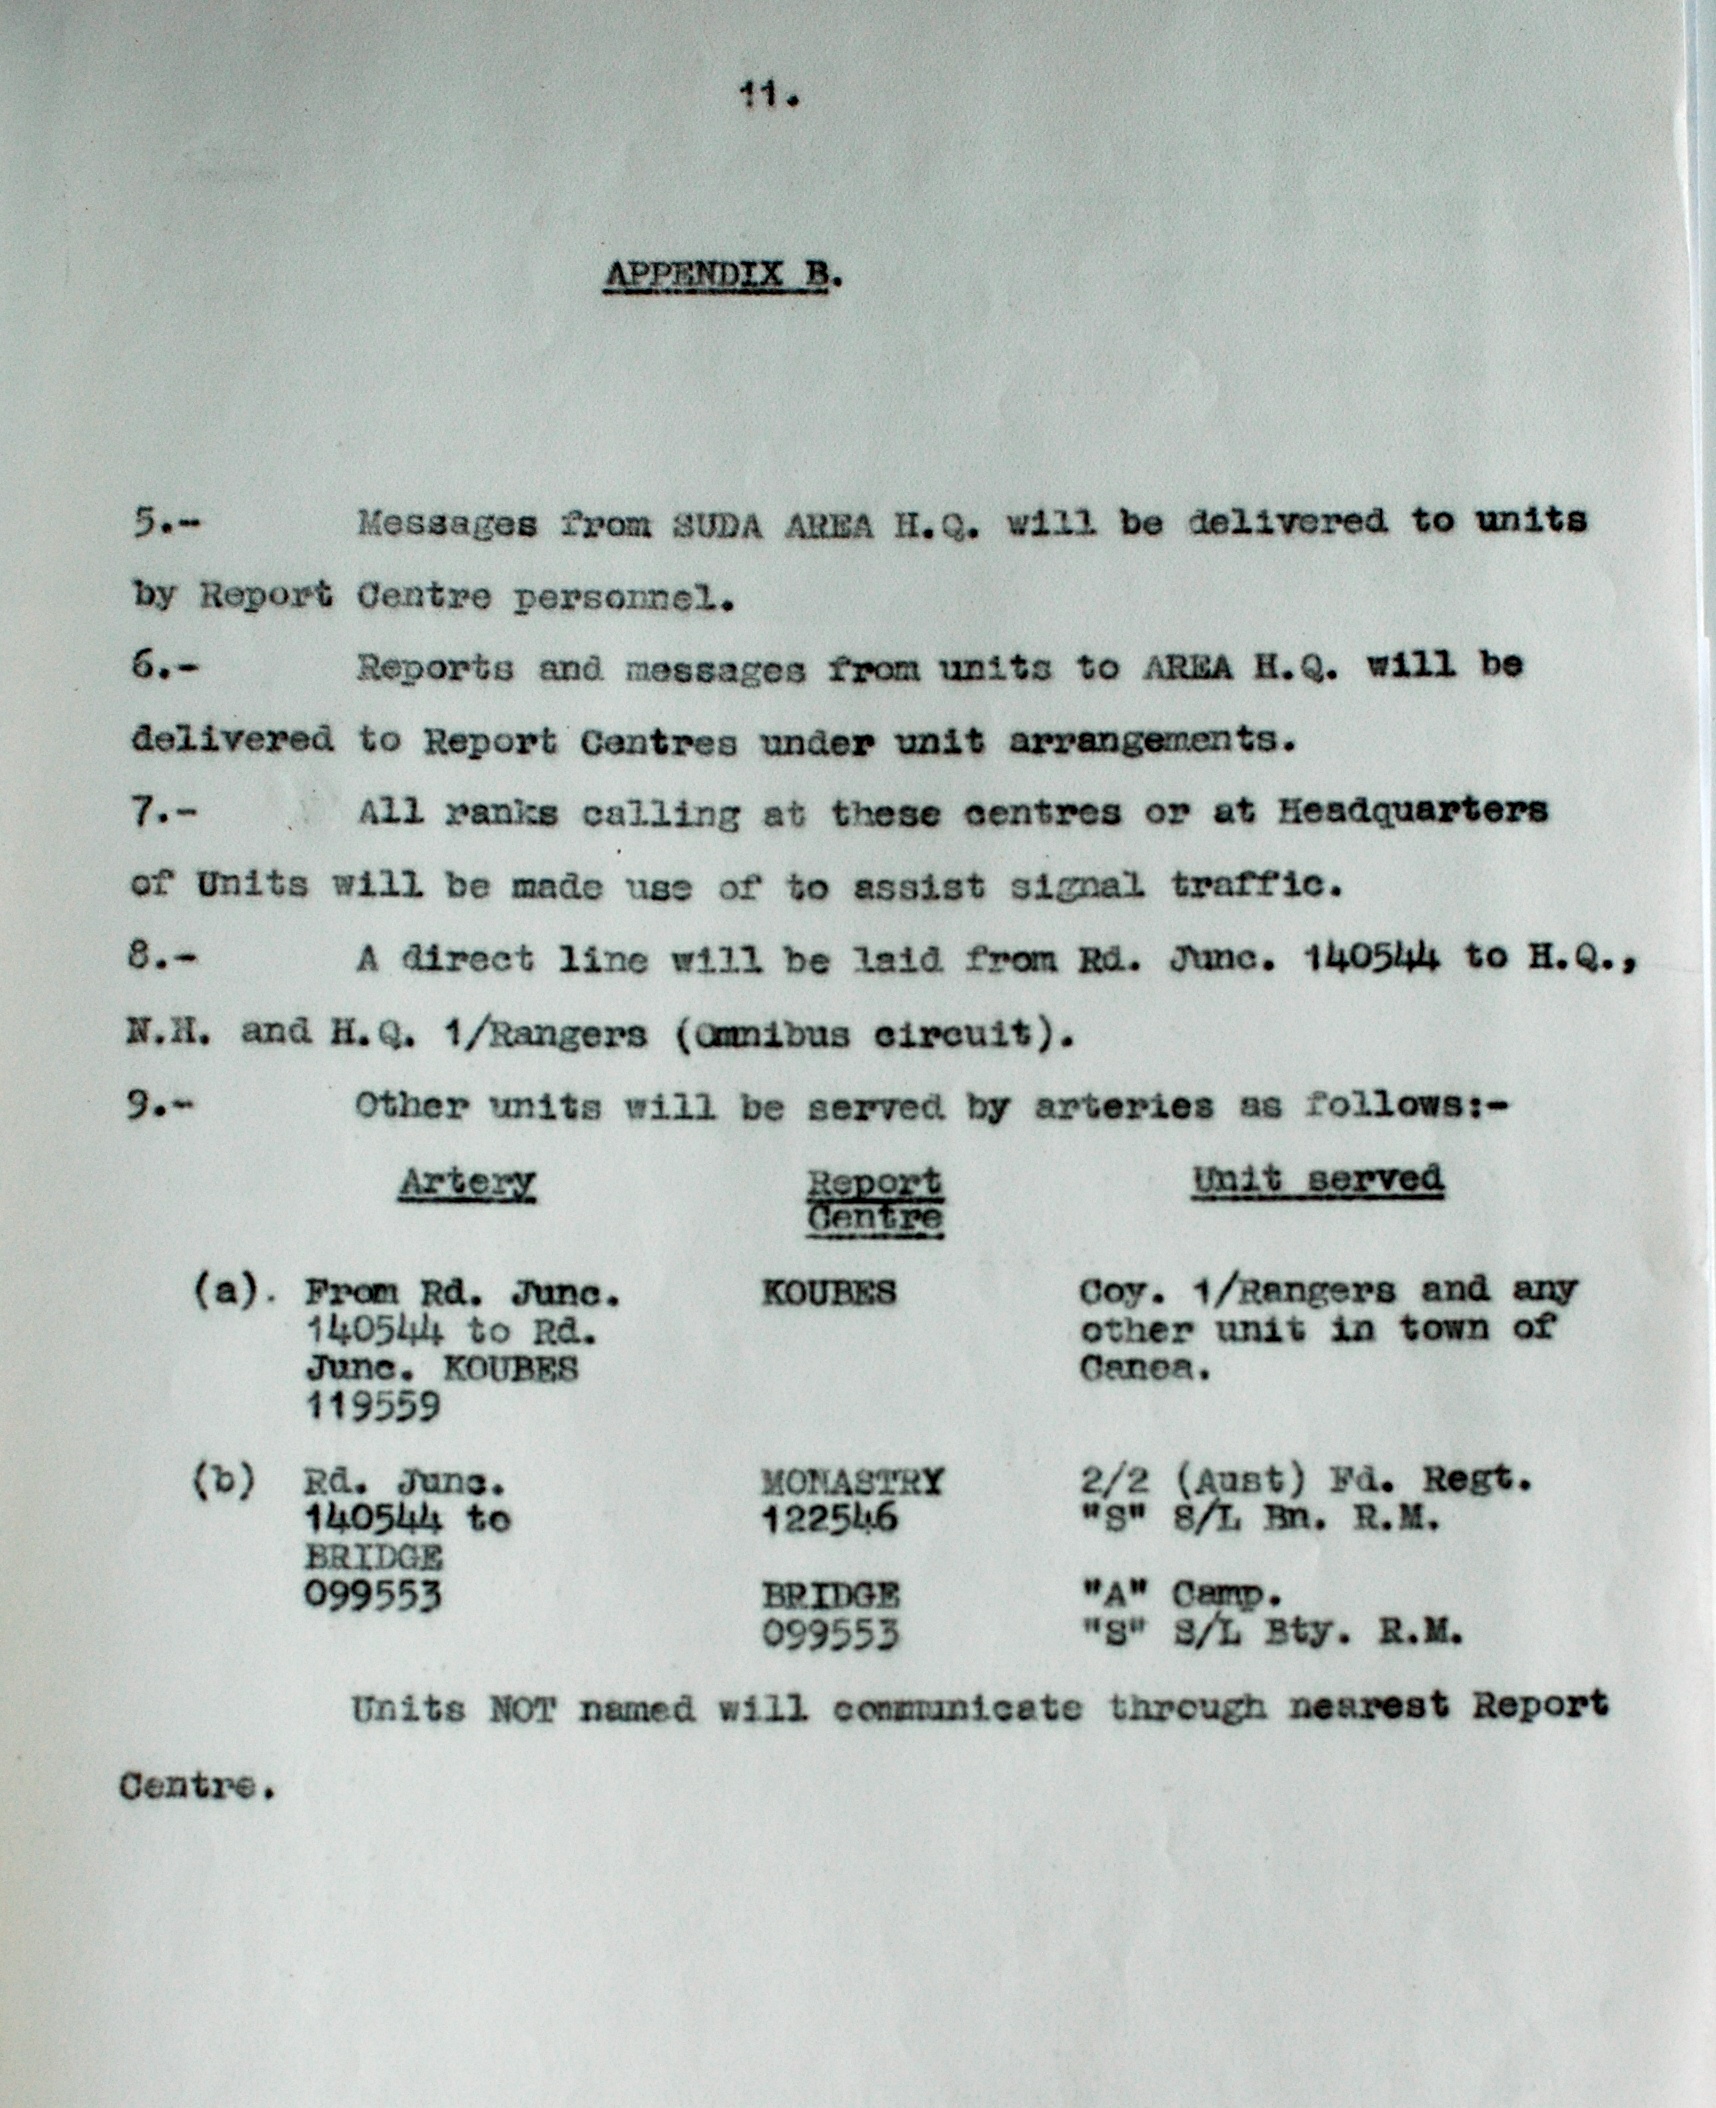 11.
APPENDIX B.
5.- Messages from SUDA AREA H.Q. will be delivered to units
by Report Centre personnel.
6.- Reports and messages from units to AREA H.Q. will be
delivered to Report Centres under unit arrangements.
7.- All ranks calling at these centres or at Headquarters
of Units will be made use of to assist signal traffic.
8.- A direct line will be laid from Rd. Junc. 140544 to H.Q.,
N.H. and H.Q. 1/Rangers (Omnibus circuit).
9.- Other units will be served by arteries as follows:-
Artery Report Unit served
Centre
(a). From Rd. Junc. KOUBES Coy. 1/Rangers and any
140544 to Rd. other unit in town of
Junc. KOUBES Canea.
119559
(b) Rd. Junc. MONASTRY 2/2 (Aust) Fd. Regt.
140544 to 122546 "S" S/L Bn. R.M.
BRIDGE
099553 BRIDGE "A" Camp.
099553 "S" S/L Bty. R.M.
Units NOT named will communicate through nearest Report
Centre.